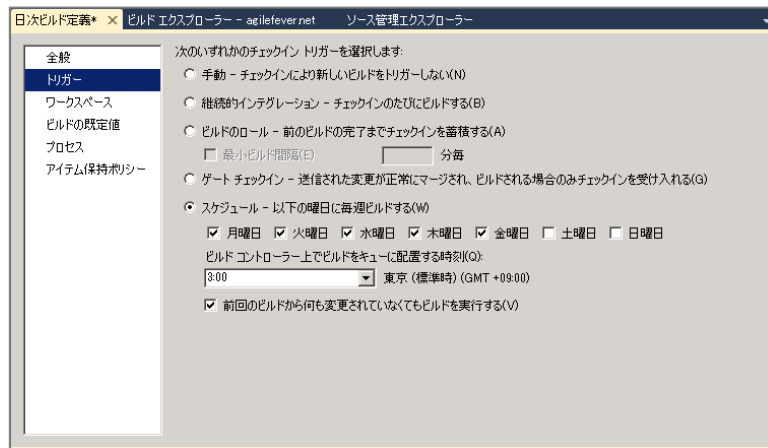 日次ビルド定義* × ビルド エクスプローラー - agilefever.net ソース管理エクスプローラー
全般
トリガー
ワークスペース
ビルドの既定値
プロセス
アイテム保持ポリシー
次のいずれかのチェックイン トリガーを選択します:
手動 - チェックインにより新しいビルドをトリガーしない(N)
継続的インテグレーション - チェックインのたびにビルドする(B)
ビルドのロール - 前のビルドの完了までチェックインを蓄積する(A)
最小ビルド間隔(E) 分毎
ゲート チェックイン - 送信された変更が正常にマージされ、ビルドされる場合のみチェックインを受け入れる(G)
スケジュール - 以下の曜日に毎週ビルドする(W)
月曜日 火曜日 水曜日 木曜日 金曜日 土曜日 日曜日
ビルド コントローラー上でビルドをキューに配置する時刻(Q):
3:00 東京 (標準時) (GMT +09:00)
前回のビルドから何も変更されていなくてもビルドを実行する(V)